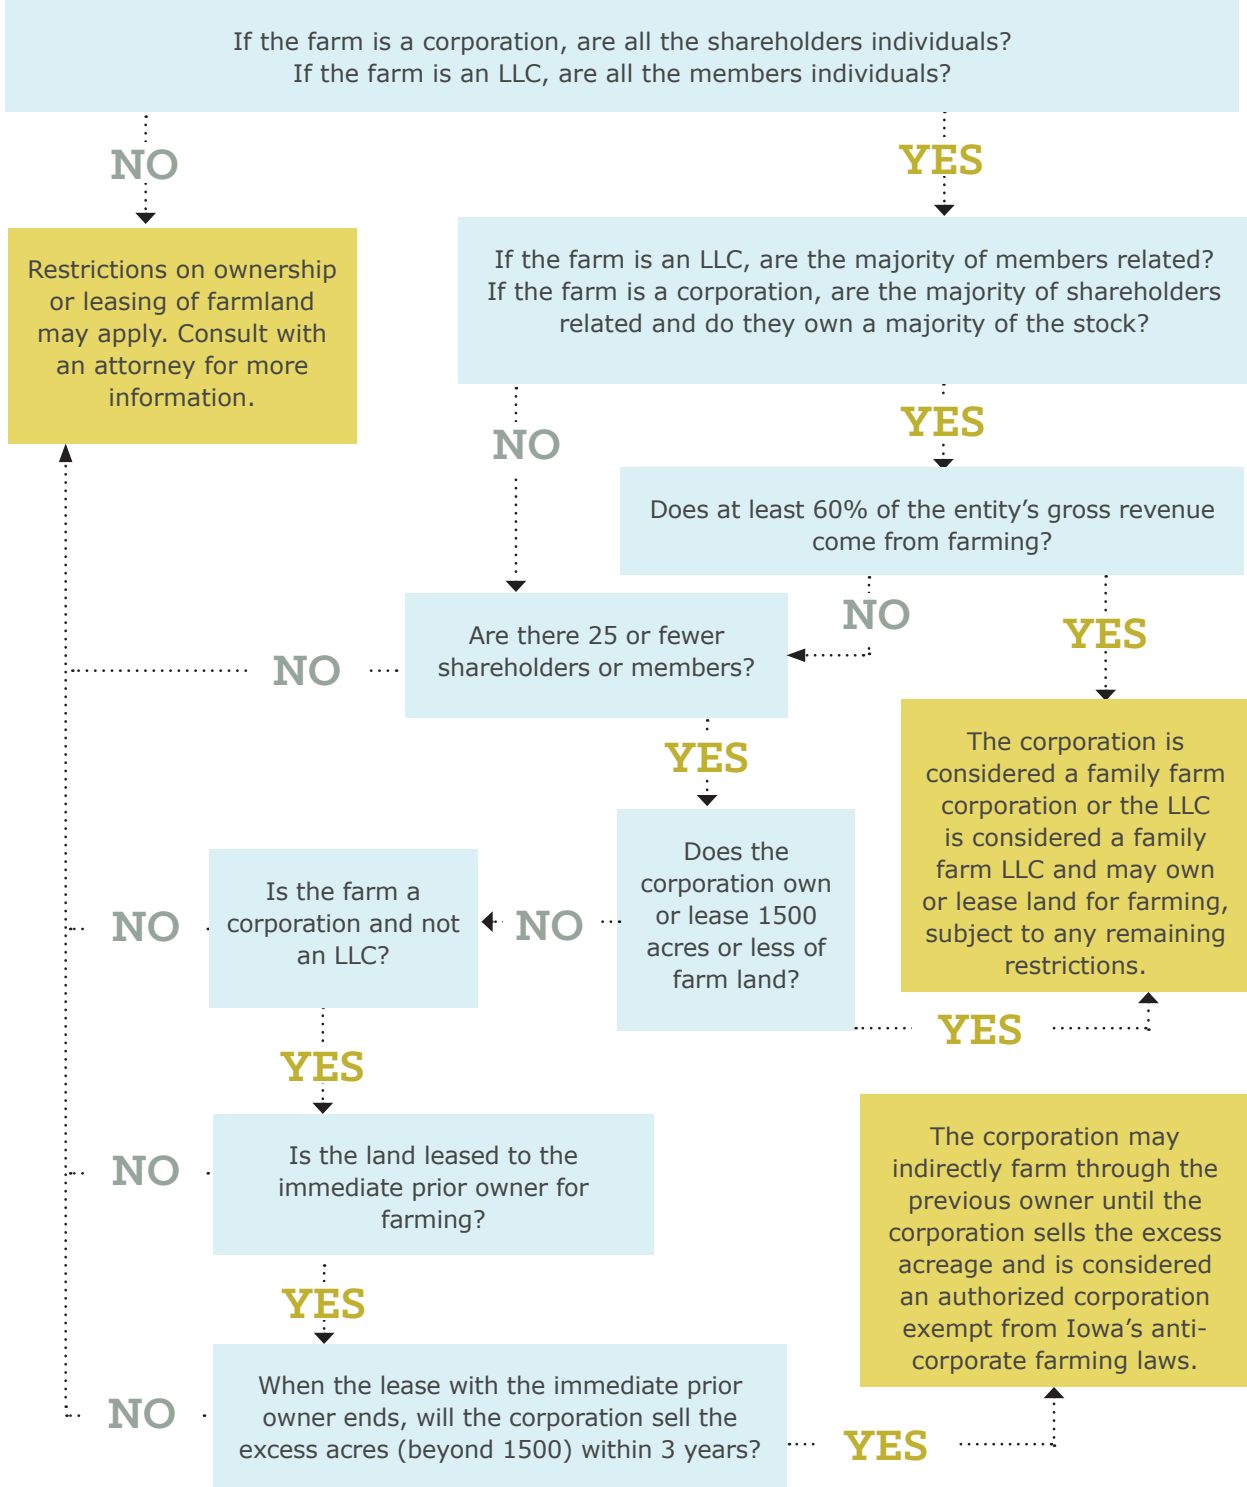 If the farm is a corporation, are all the shareholders individuals?
If the farm is an LLC, are all the members individuals?
NO
YES
Restrictions on ownership
or leasing of farmland
may apply. Consult with
an attorney for more
information.
If the farm is an LLC, are the majority of members related?
If the farm is a corporation, are the majority of shareholders
related and do they own a majority of the stock?
NO
YES
Does at least 60% of the entity's gross revenue
come from farming?
NO
YES
Are there 25 or fewer
shareholders or members?
NO
YES
The corporation is
considered a family farm
corporation or the LLC
is considered a family
farm LLC and may own
or lease land for farming,
subject to any remaining
restrictions.
Does the
corporation own
or lease 1500
acres or less of
farm land?
NO
YES
Is the farm a
corporation and not
an LLC?
NO
YES
Is the land leased to the
immediate prior owner for
farming?
NO
YES
When the lease with the immediate prior
owner ends, will the corporation sell the
excess acres (beyond 1500) within 3 years?
NO
YES
The corporation may
indirectly farm through the
previous owner until the
corporation sells the excess
acreage and is considered
an authorized corporation
exempt from Iowa's anti-
corporate farming laws.